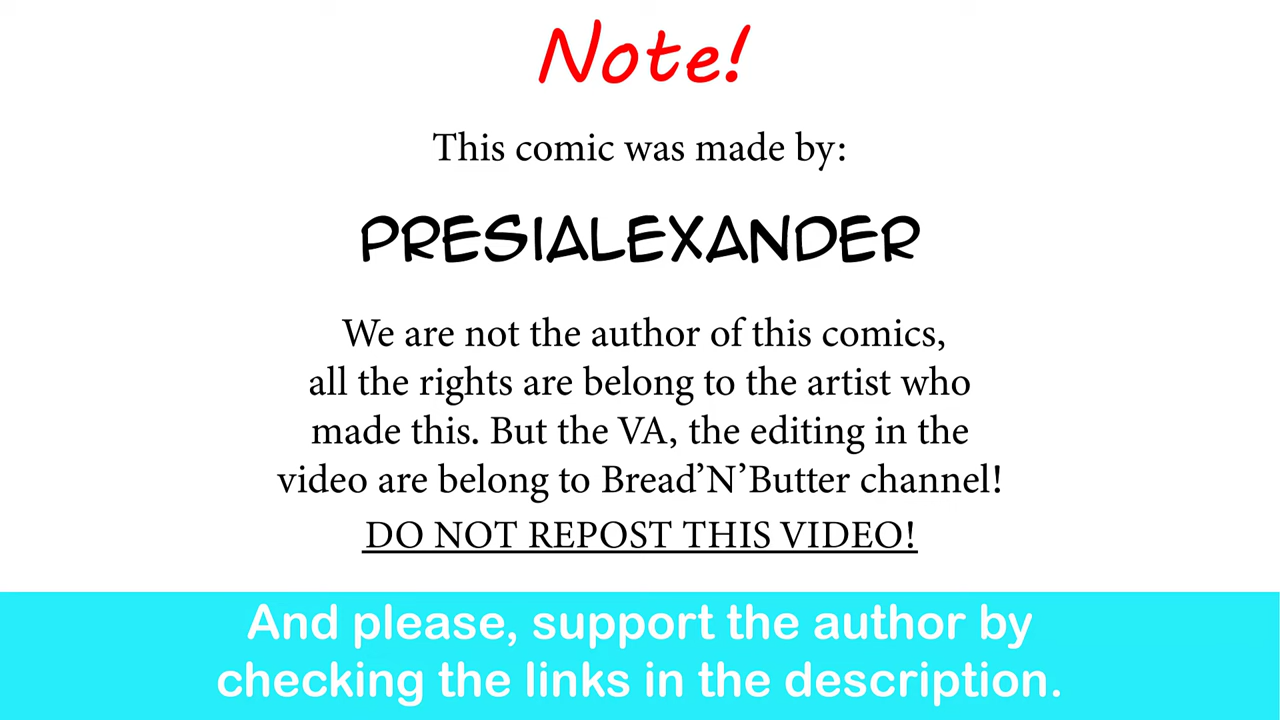 Note!
This comic was made by:
PRESIALEXANDER
We are not the author of this comics,
all the rights are belong to the artist who
made this. But the VA, the editing in the
video are belong to Bread’N’Butter channel!
DO NOT REPOST THIS VIDEO!
And please, support the author by
checking the links in the description.